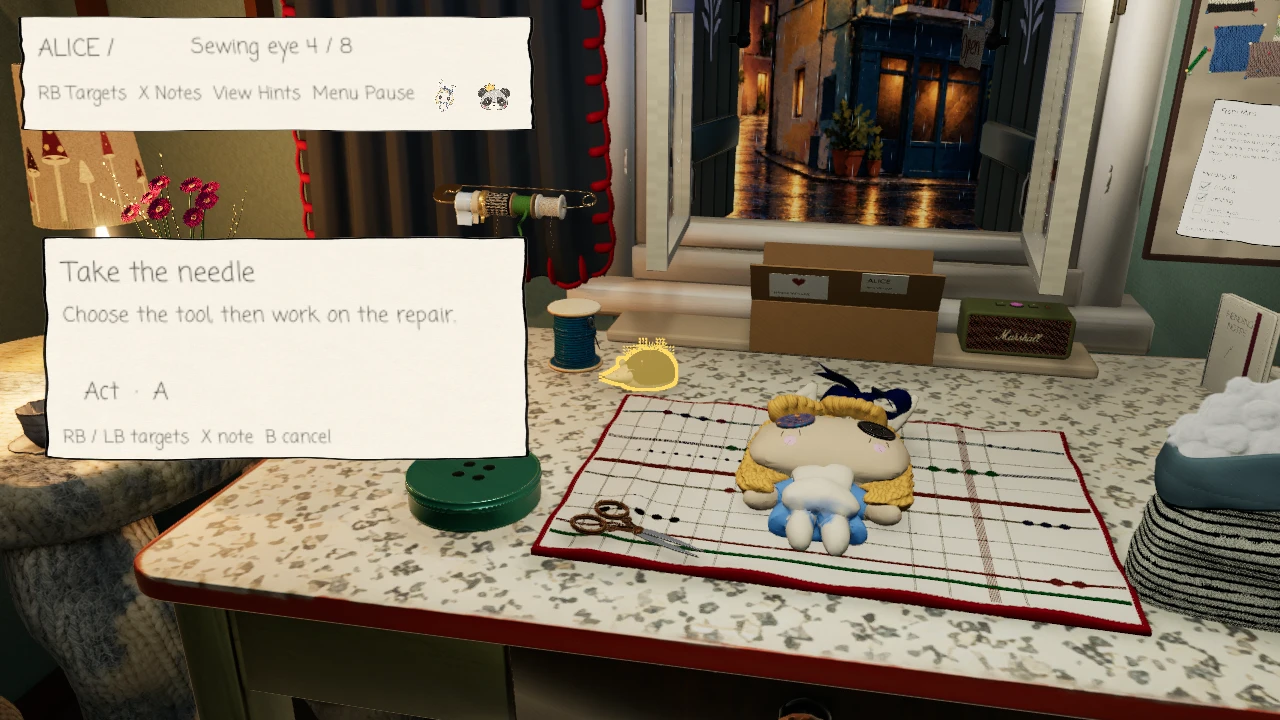 ALICE / Sewing eye 4 / 8
RB Targets X Notes View Hints Menu Pause
Take the needle
Choose the tool, then work on the repair.
Act · A
RB / LB targets X note B cancel
ALICE
Marshall